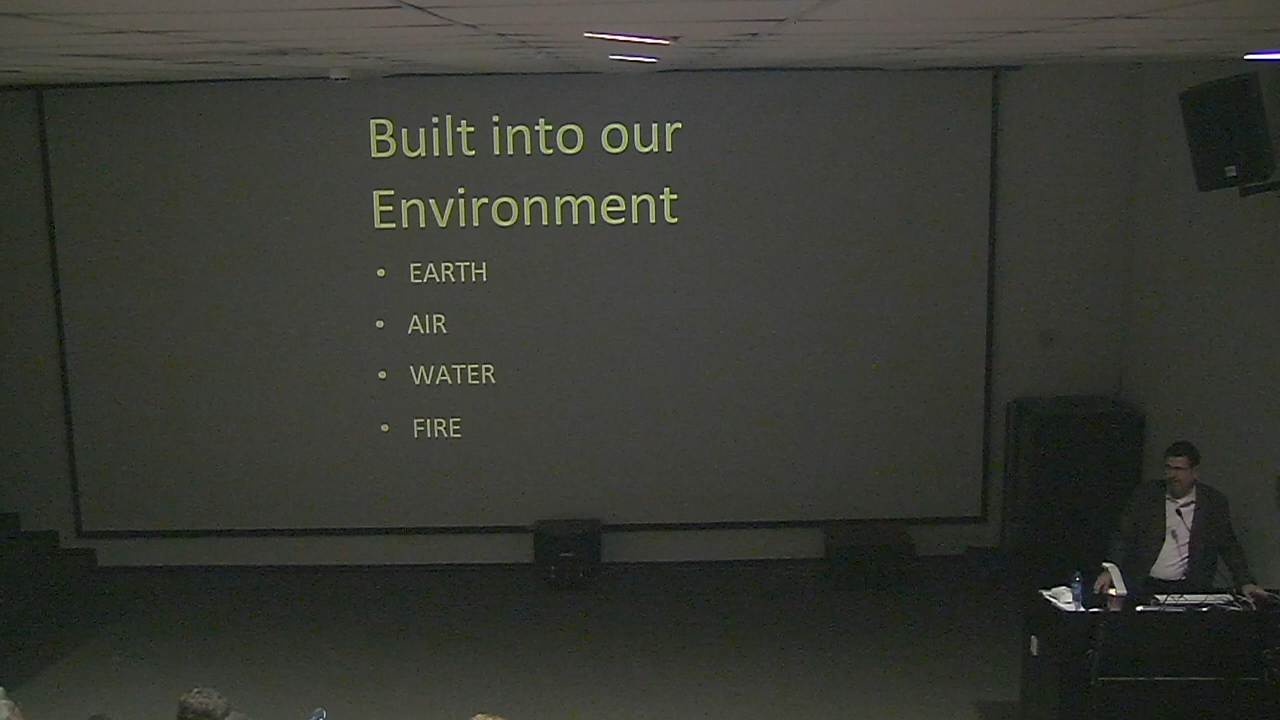 Built into our
Environment
• EARTH
• AIR
• WATER
• FIRE